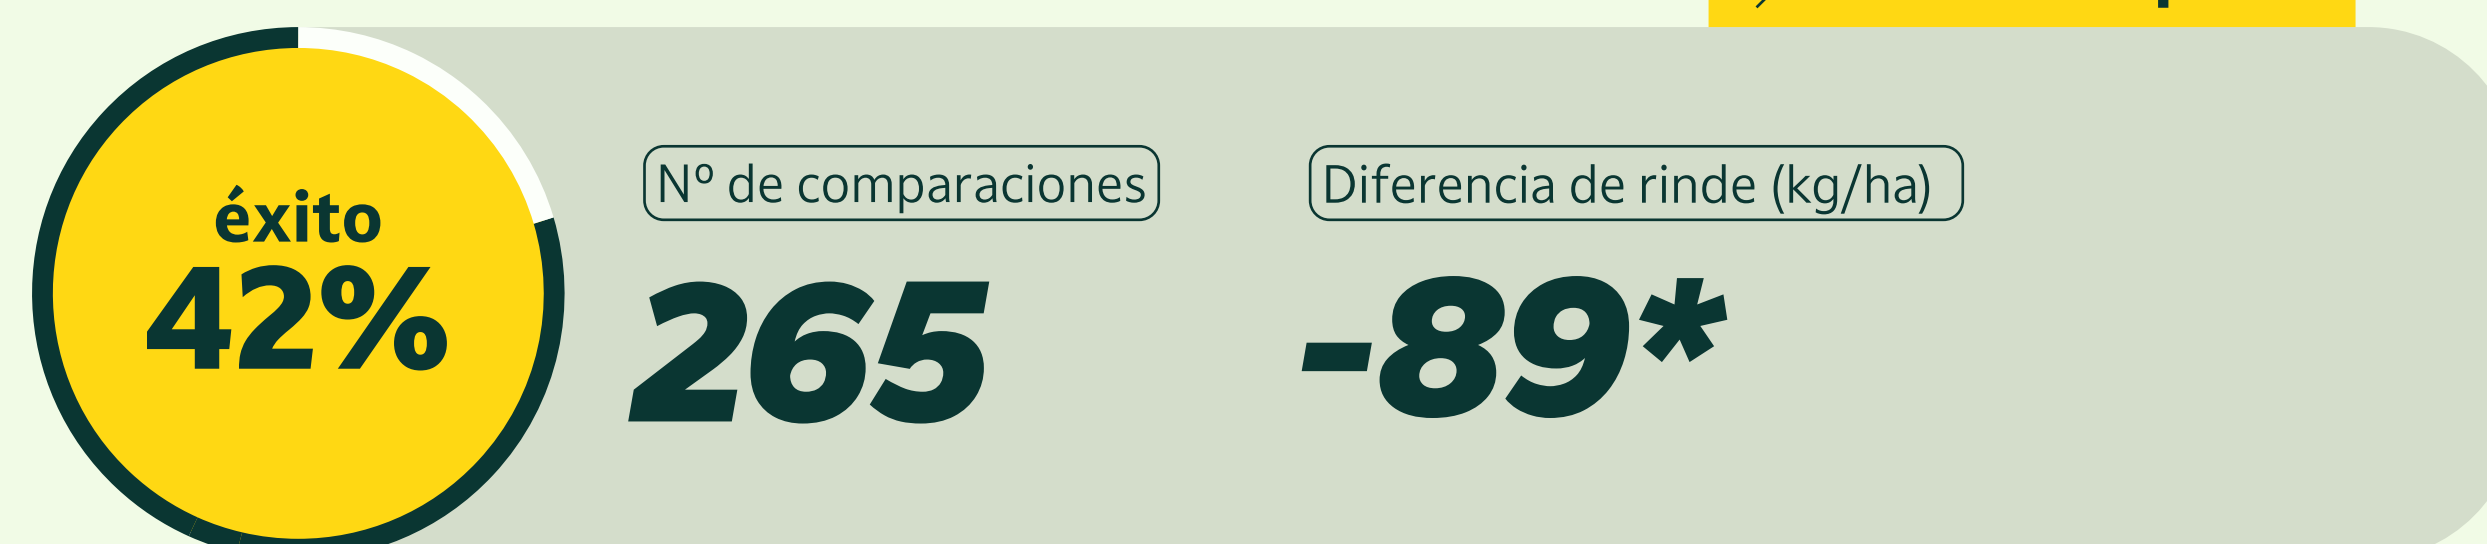 éxito
42%
Nº de comparaciones
265
Diferencia de rinde (kg/ha)
-89*